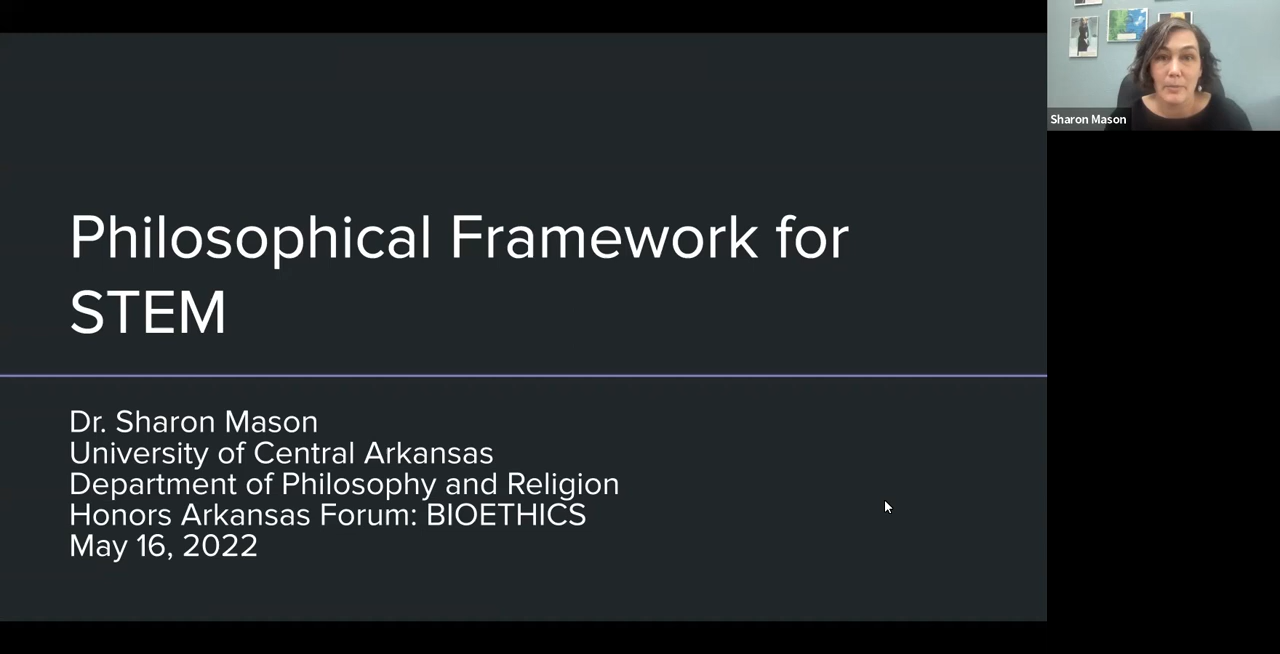 Philosophical Framework for
STEM
Dr. Sharon Mason
University of Central Arkansas
Department of Philosophy and Religion
Honors Arkansas Forum: BIOETHICS
May 16, 2022
Sharon Mason